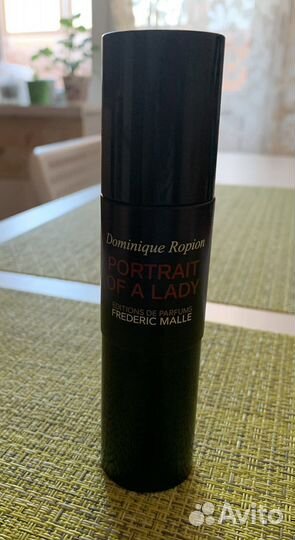 Dominique Ropion
PORTRAIT
OF A LADY
EDITIONS DE PARFUMS
FREDERIC MALLE
Avito